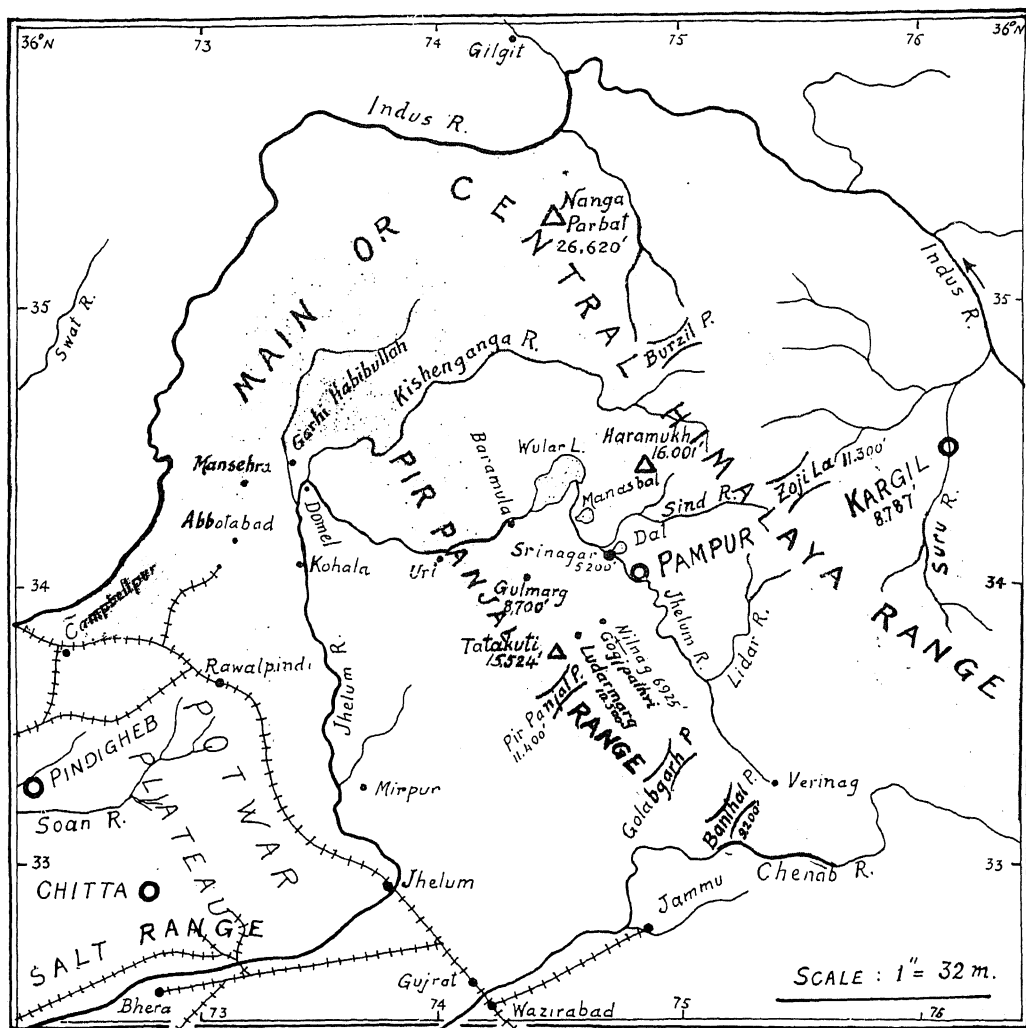 36°N 73 74 75 76 36°N
Gilgit
Indus R.
MAIN OR CENTRAL HIMALAYA RANGE
Nanga
Parbat
26,620'
Indus R.
35
35
Swat R.
Burzil P.
Garhi Habibullah
Kishenganga R.
Haramukh
16.001'
Wular L.
Manasbal
Baramula
Zoji La 11.300'
KARGIL
8.787'
Suru R.
Mansehra
Domel
PIR PANJAL
RANGE
Sind R.
Dal
Abbotabad
Kohala
Uri
Srinagar
5200'
PAMPUR
34
34
Campbellpur
Gulmarg
8,700'
Jhelum R.
Lidar R.
Tatakuti
15.524'
Nilnag 6925'
Gogipathri
Ludarmarg
Rawalpindi
Jhelum R.
Pir Panjal P.
11.400'
PINDIGHEB
POTWAR
PLATEAU
Mirpur
Golabgarh P
Banihal P.
9200'
Verinag
Soan R.
33
33
CHITTA
Jhelum
Chenab R.
Jammu
SALT RANGE
Gujrat
SCALE : 1" = 32 m.
Bhera
Wazirabad
73 74 75 76